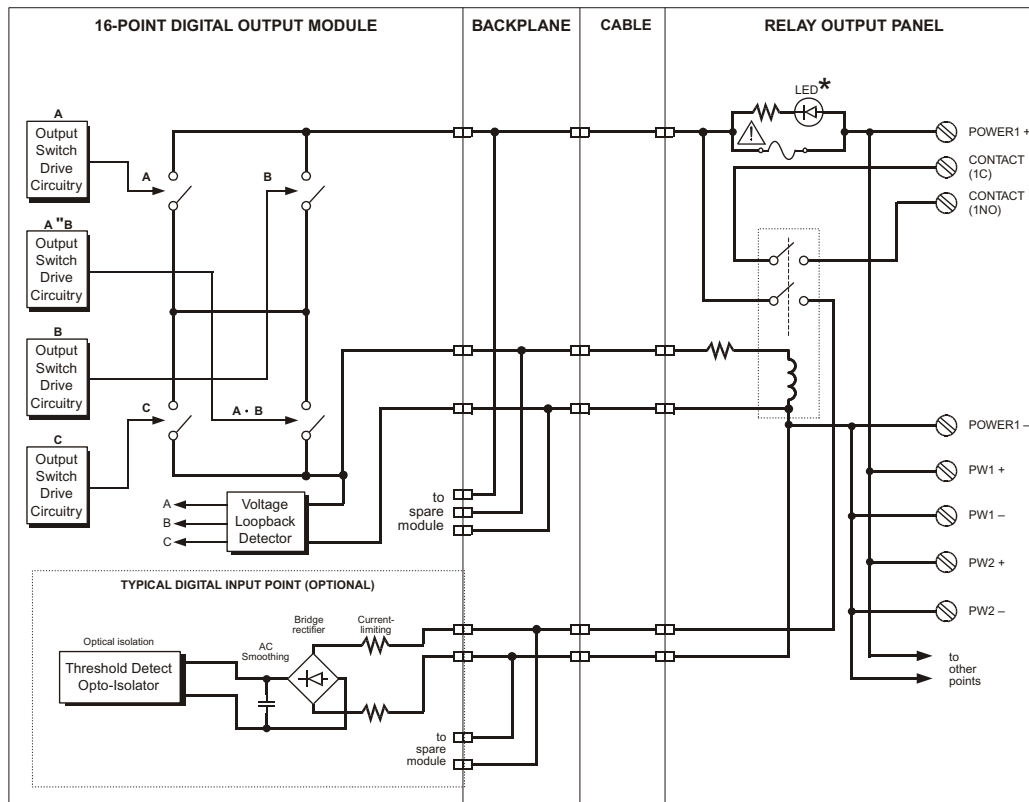 16-POINT DIGITAL OUTPUT MODULE
BACKPLANE
CABLE
RELAY OUTPUT PANEL
A
Output
Switch
Drive
Circuitry
A"B
Output
Switch
Drive
Circuitry
B
Output
Switch
Drive
Circuitry
C
Output
Switch
Drive
Circuitry
A
B
C
A · B
A
B
C
Voltage
Loopback
Detector
to
spare
module
LED*
POWER1 +
CONTACT
(1C)
CONTACT
(1NO)
POWER1 –
PW1 +
PW1 –
PW2 +
PW2 –
to
other
points
TYPICAL DIGITAL INPUT POINT (OPTIONAL)
Optical isolation
Threshold Detect
Opto-Isolator
AC
Smoothing
Bridge
rectifier
Current-
limiting
to
spare
module